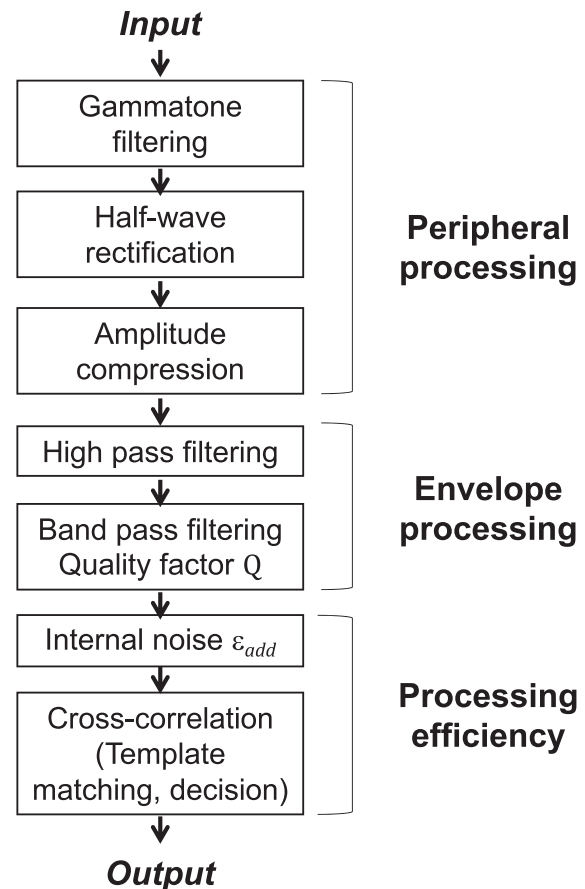 Input
Gammatone
filtering
Half-wave
rectification
Amplitude
compression
Peripheral
processing
High pass filtering
Band pass filtering
Quality factor Q
Envelope
processing
Internal noise ε_add
Cross-correlation
(Template
matching, decision)
Processing
efficiency
Output